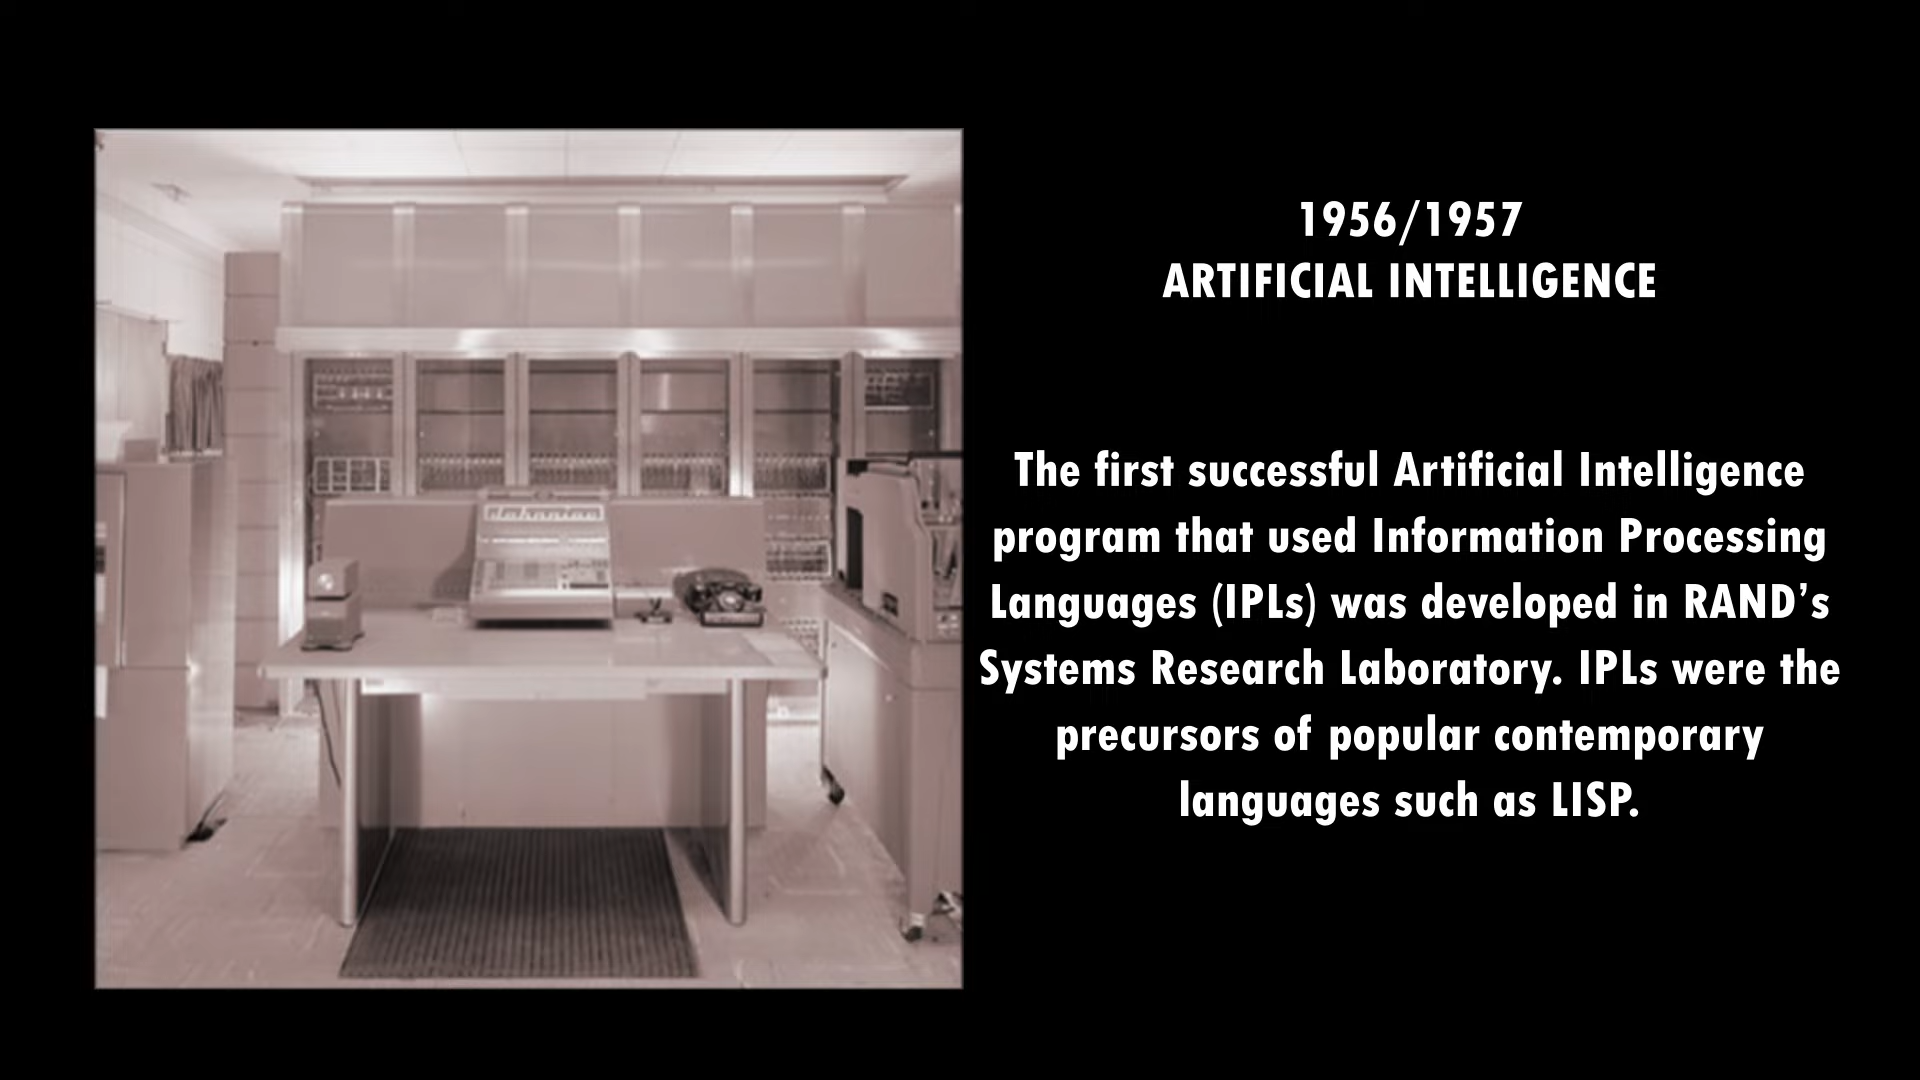 Johnniac
1956/1957
ARTIFICIAL INTELLIGENCE
The first successful Artificial Intelligence
program that used Information Processing
Languages (IPLs) was developed in RAND’s
Systems Research Laboratory. IPLs were the
precursors of popular contemporary
languages such as LISP.